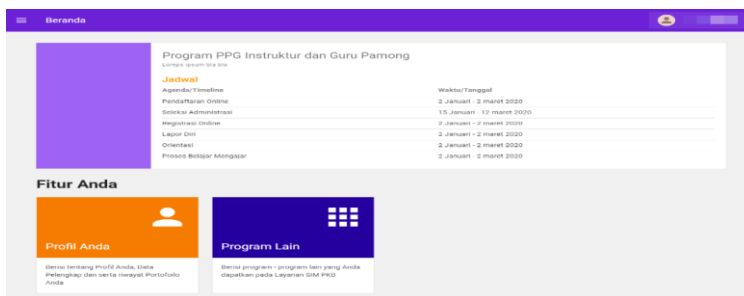 Beranda
Program PPG Instruktur dan Guru Pamong
Lorem ipsum bla bla
Jadwal
Agenda/Timeline Waktu/Tanggal
Pendaftaran Online 2 Januari - 2 maret 2020
Seleksi Administrasi 15 Januari - 12 maret 2020
Registrasi Online 2 Januari - 2 maret 2020
Lapor Diri 2 Januari - 2 maret 2020
Orientasi 2 Januari - 2 maret 2020
Proses Belajar Mengajar 2 Januari - 2 maret 2020
Fitur Anda
Profil Anda
Program Lain
Berisi tentang Profil Anda, Data
Pelengkap dan serta riwayat Portofolio
Anda
Berisi program - program lain yang Anda
dapatkan pada Layanan SIM PKB